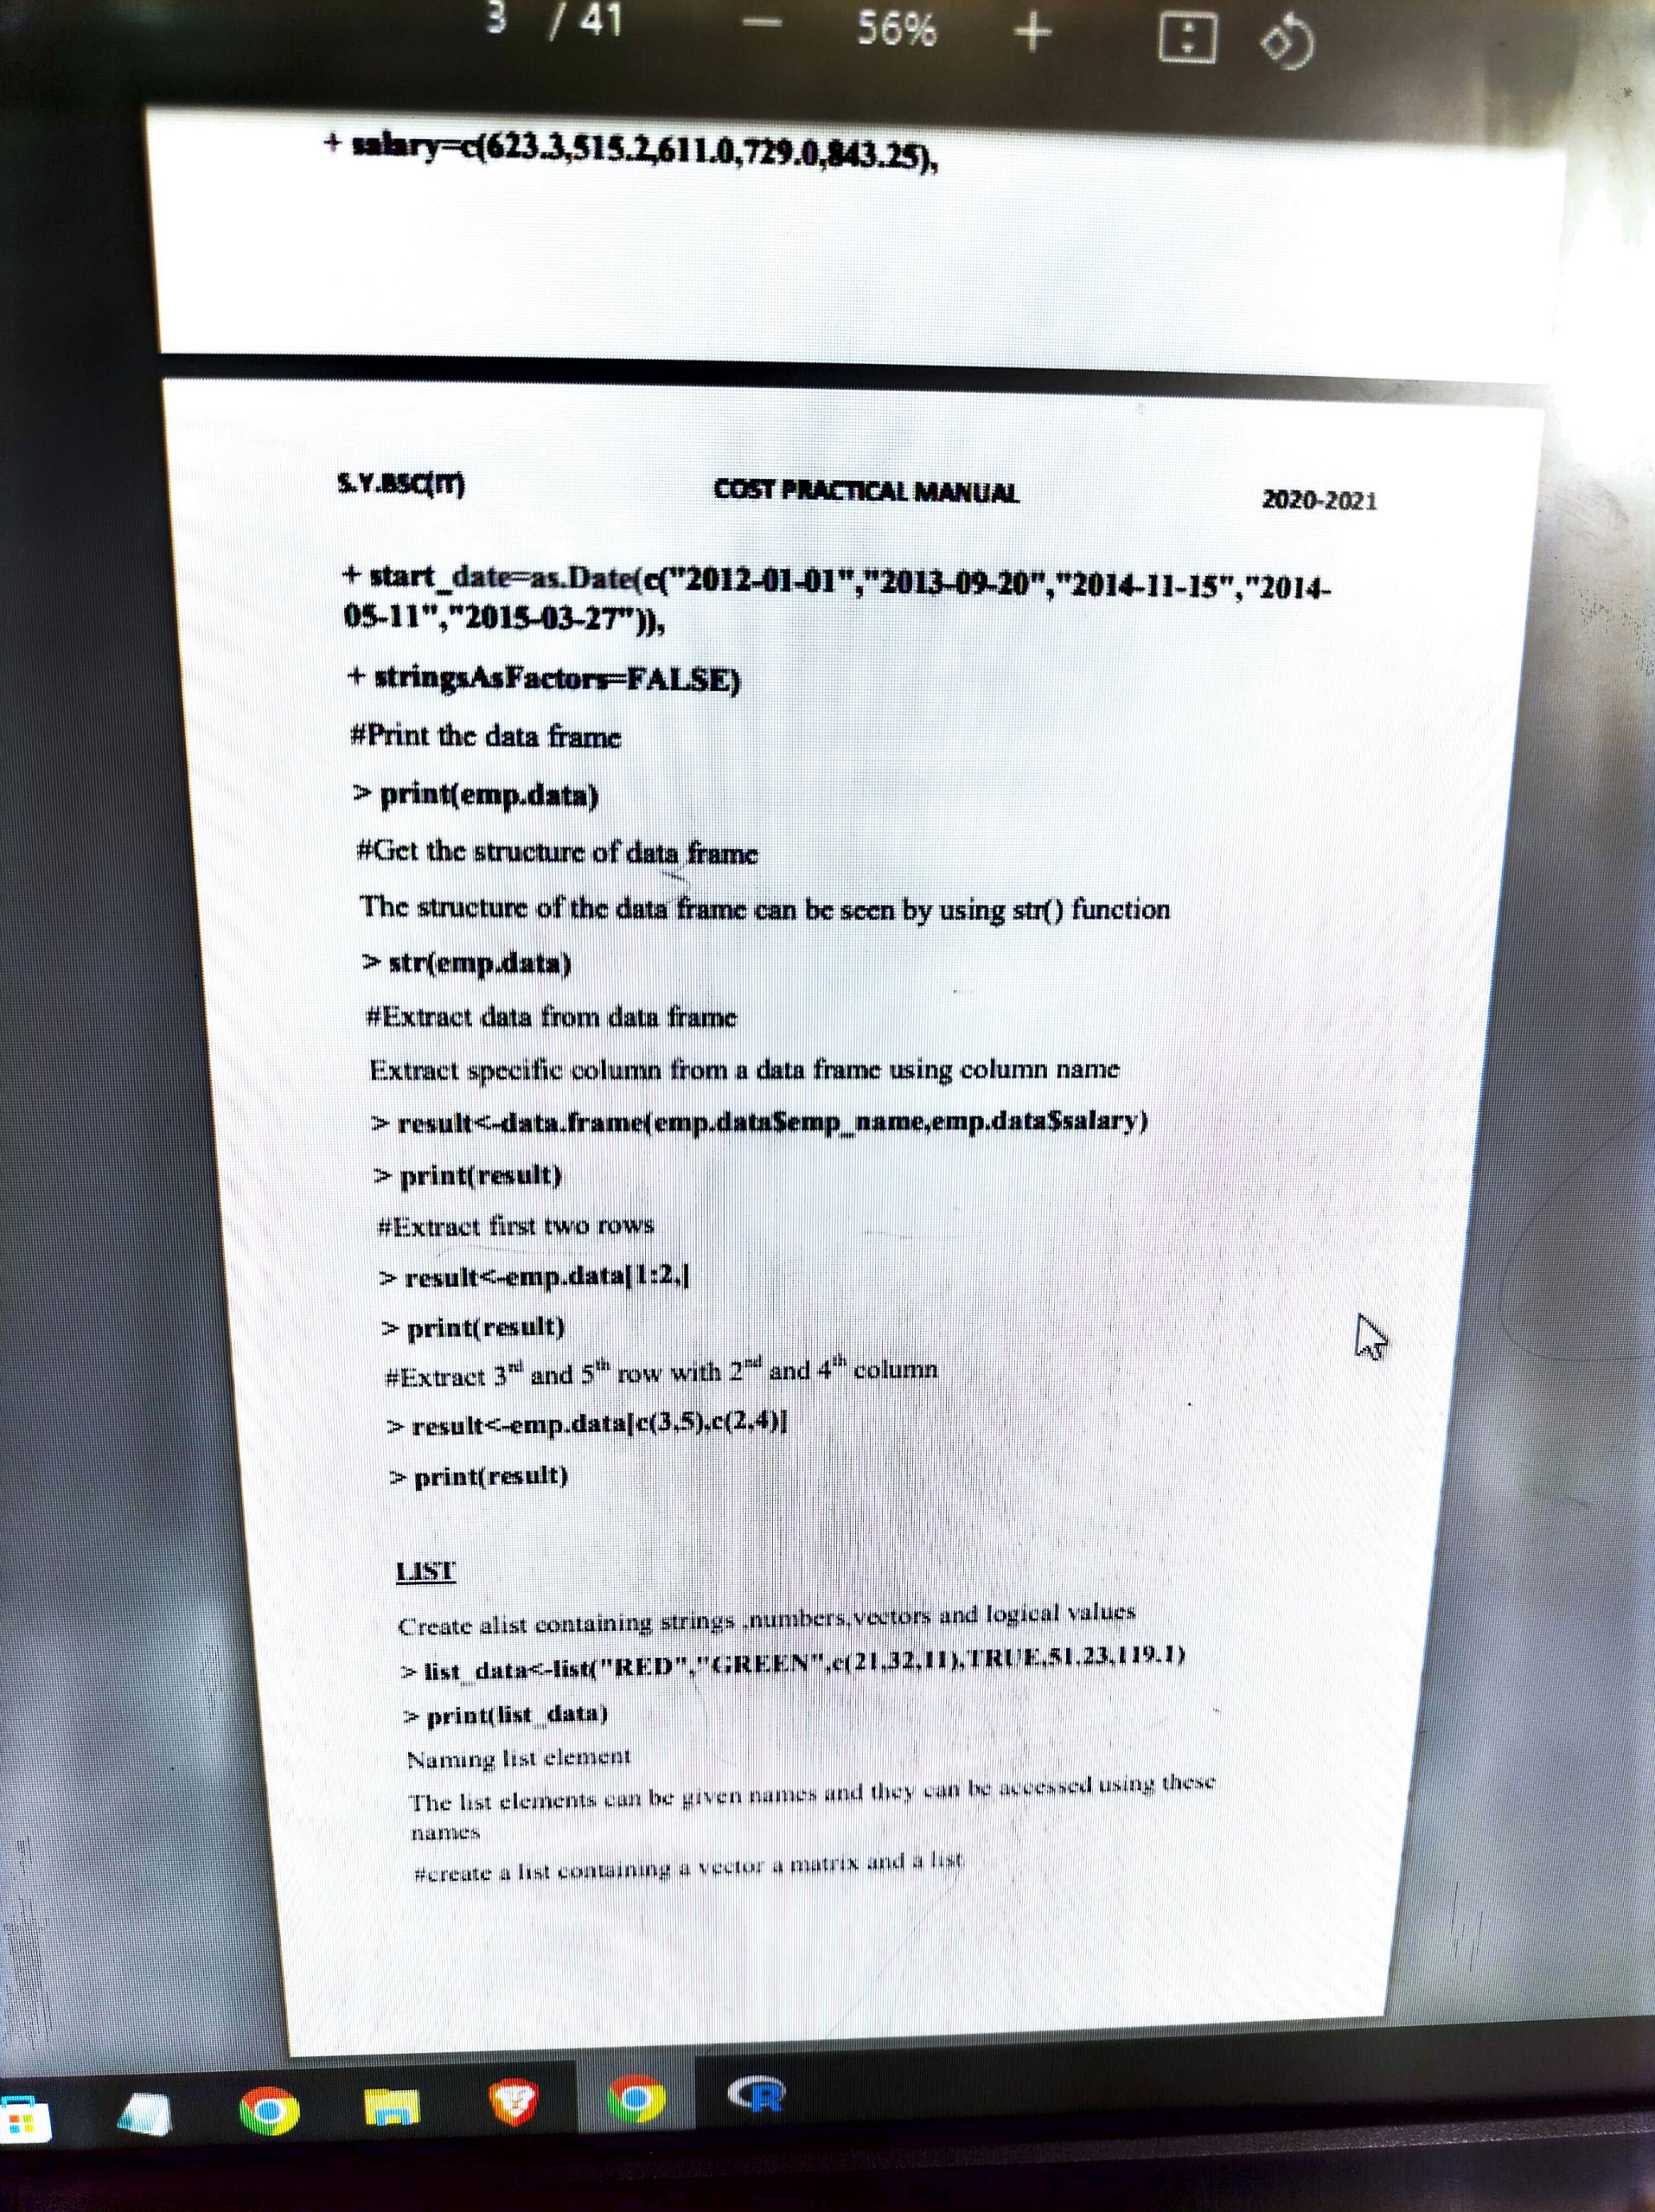 3 / 41 — 56% +
+ salary=c(623.3,515.2,611.0,729.0,843.25),
S.Y.BSC(IT) COST PRACTICAL MANUAL 2020-2021
+ start_date=as.Date(c("2012-01-01","2013-09-20","2014-11-15","2014-
05-11","2015-03-27")),
+ stringsAsFactors=FALSE)
#Print the data frame
> print(emp.data)
#Get the structure of data frame
The structure of the data frame can be seen by using str() function
> str(emp.data)
#Extract data from data frame
Extract specific column from a data frame using column name
> result<-data.frame(emp.data$emp_name,emp.data$salary)
> print(result)
#Extract first two rows
> result<-emp.data[1:2,]
> print(result)
#Extract 3rd and 5th row with 2nd and 4th column
> result<-emp.data[c(3,5),c(2,4)]
> print(result)
LIST
Create alist containing strings ,numbers,vectors and logical values
> list_data<-list("RED","GREEN",c(21,32,11),TRUE,51.23,119.1)
> print(list_data)
Naming list element
The list elements can be given names and they can be accessed using these
names
#create a list containing a vector a matrix and a list